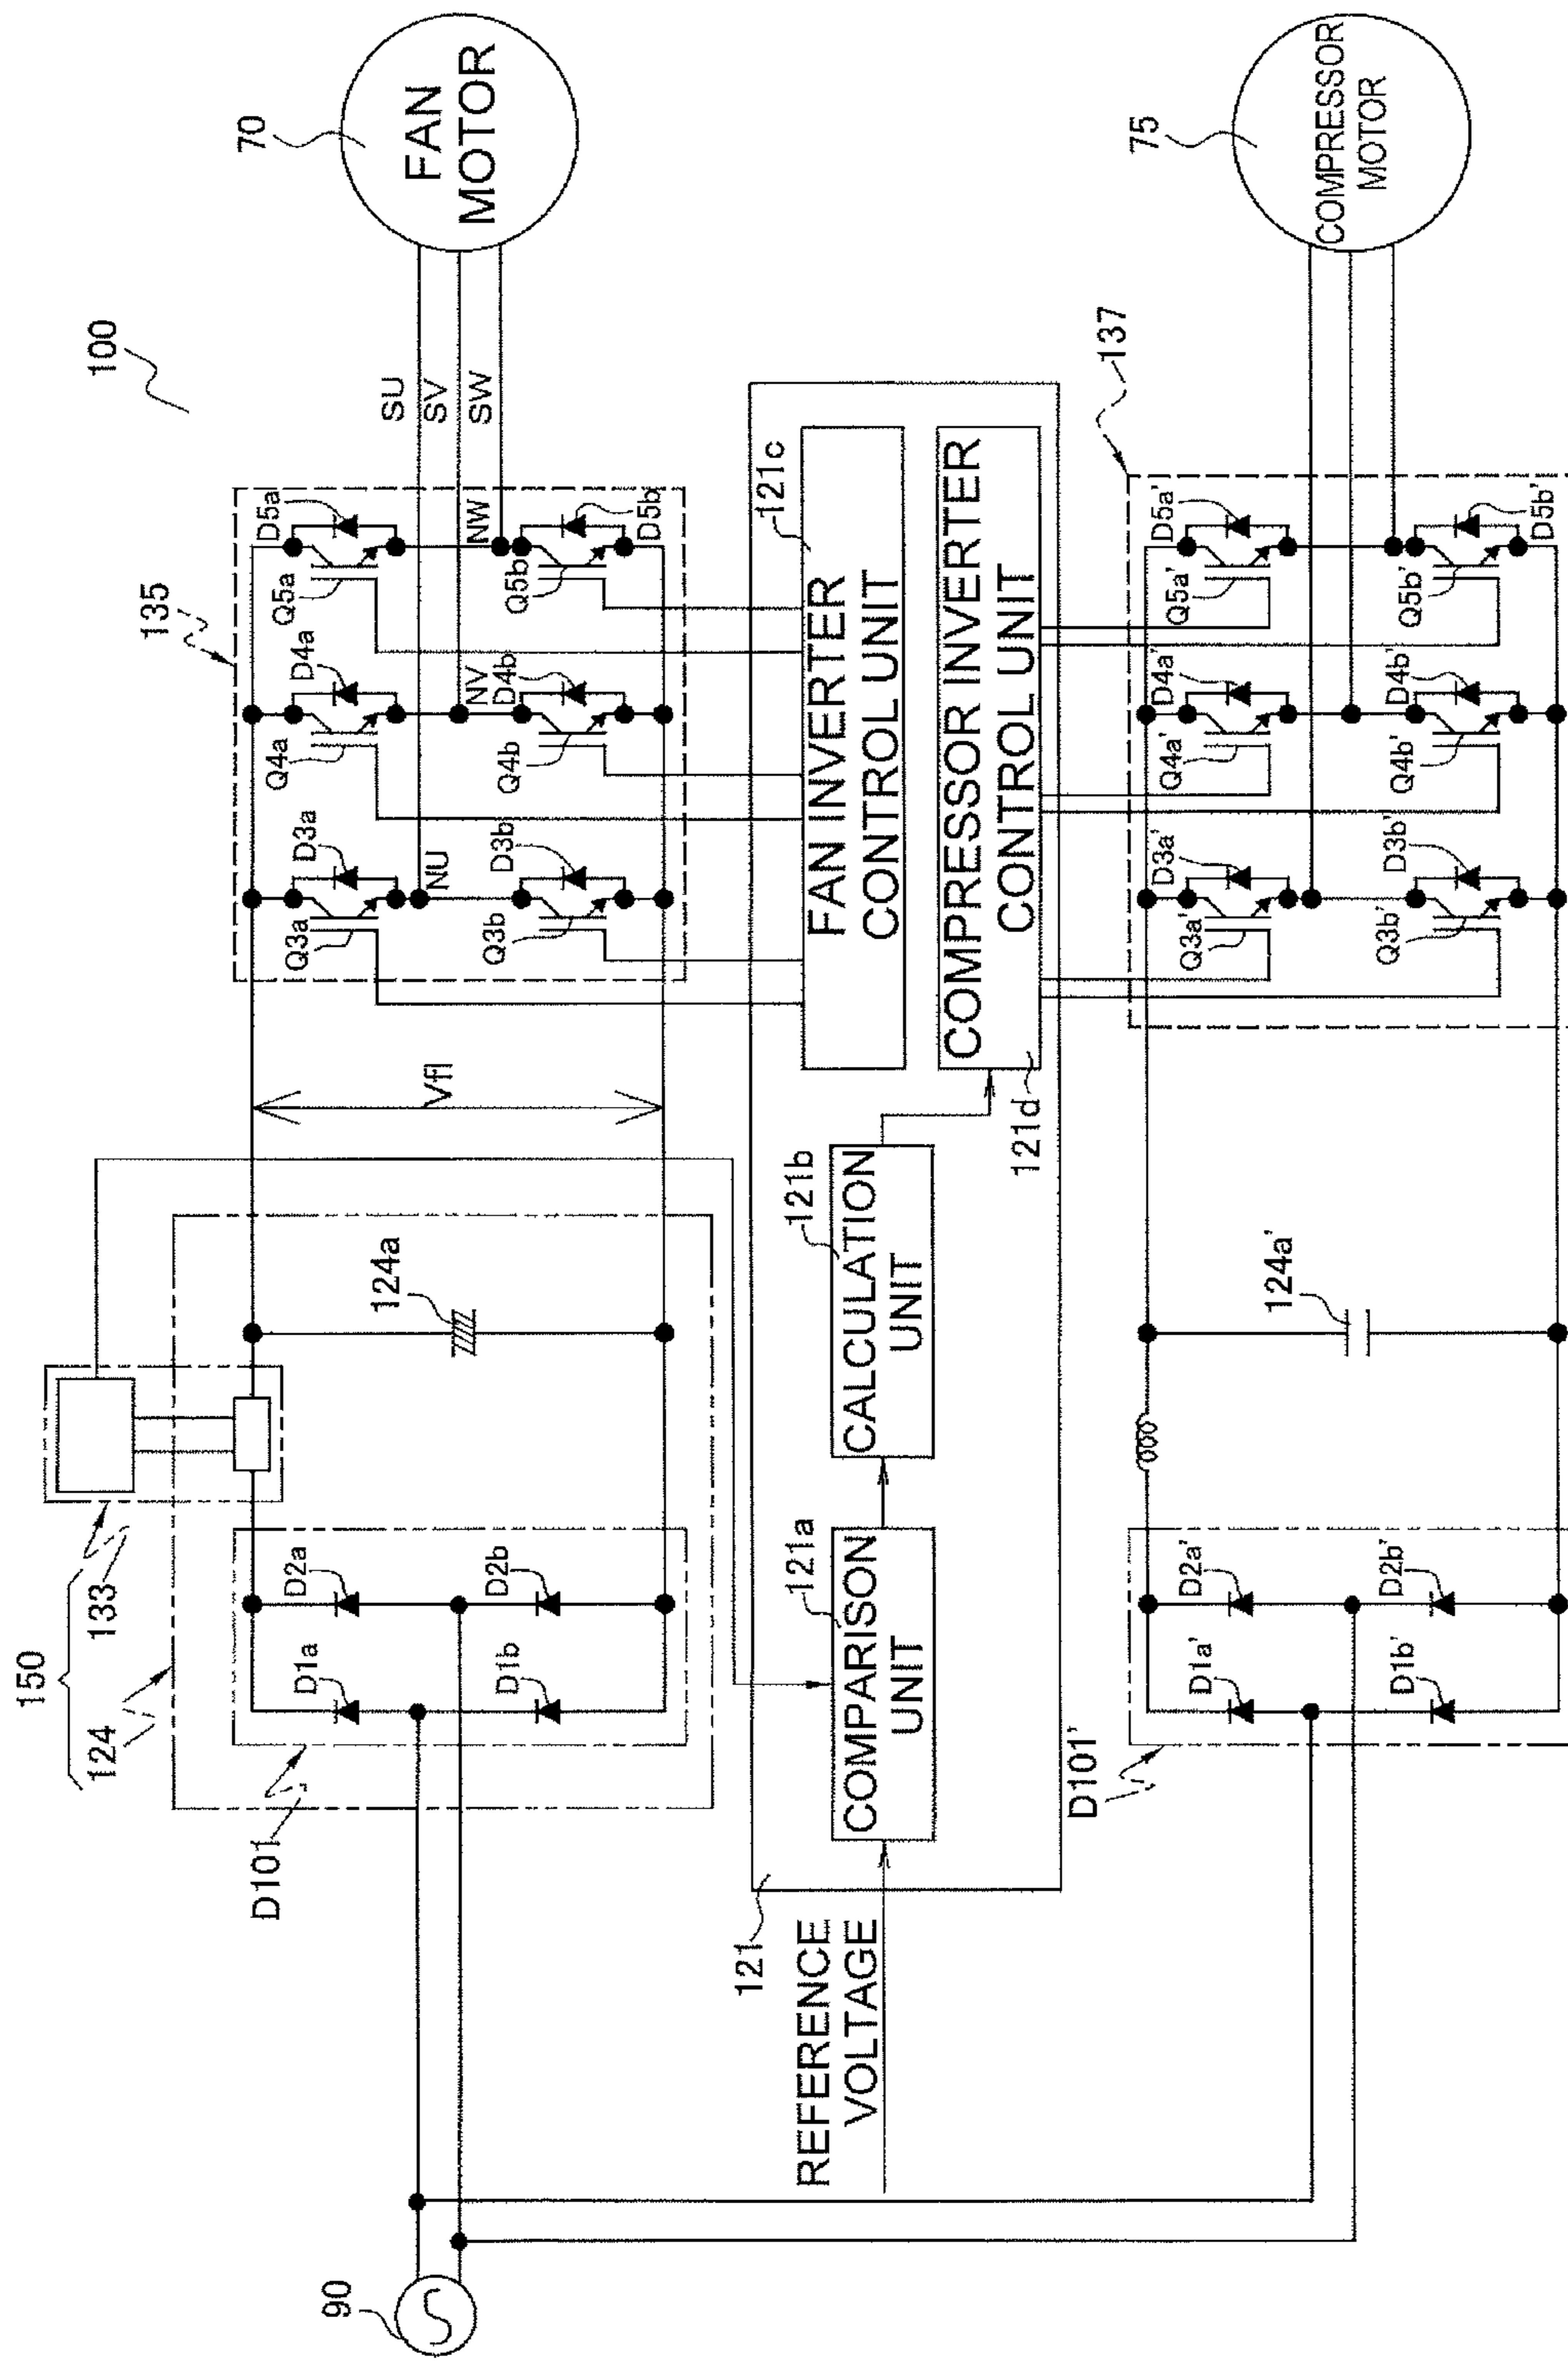 100
90
150
124
133
D101
D1a
D2a
D1b
D2b
124a
Vfl
135
Q3a
D3a
Q4a
D4a
Q5a
D5a
NU
NV
NW
Q3b
D3b
Q4b
D4b
Q5b
D5b
SU
SV
SW
70
FAN
MOTOR
REFERENCE
VOLTAGE
121
COMPARISON
UNIT
121a
CALCULATION
UNIT
121b
FAN INVERTER
CONTROL UNIT
121c
COMPRESSOR INVERTER
CONTROL UNIT
121d
D101'
D1a'
D2a'
D1b'
D2b'
124a'
137
Q3a'
D3a'
Q4a'
D4a'
Q5a'
D5a'
Q3b'
D3b'
Q4b'
D4b'
Q5b'
D5b'
75
COMPRESSOR
MOTOR